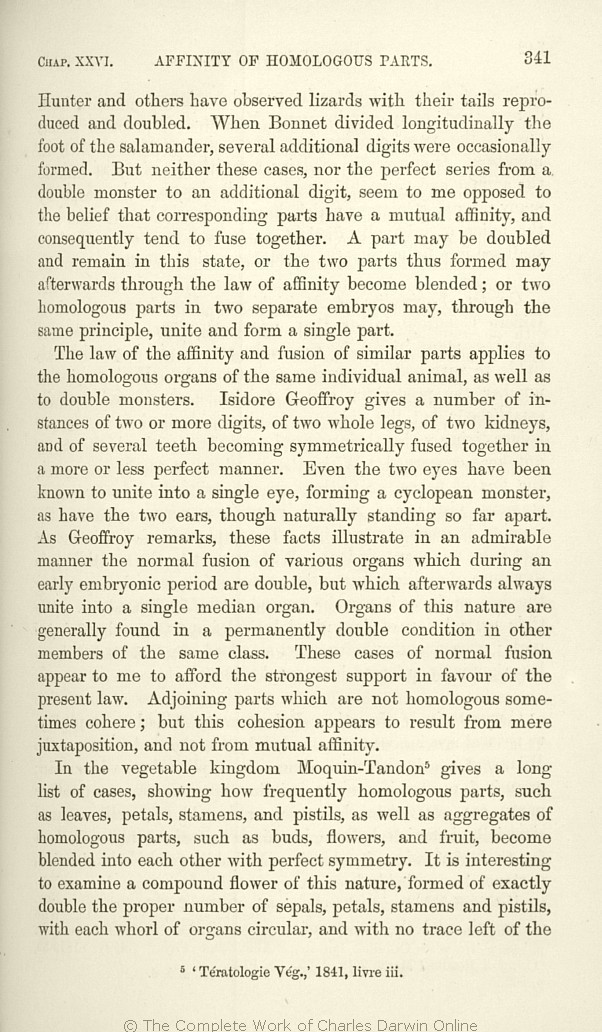 CHAP. XXVI. AFFINITY OF HOMOLOGOUS PARTS. 341
Hunter and others have observed lizards with their tails repro-
duced and doubled. When Bonnet divided longitudinally the
foot of the salamander, several additional digits were occasionally
formed. But neither these cases, nor the perfect series from a
double monster to an additional digit, seem to me opposed to
the belief that corresponding parts have a mutual affinity, and
consequently tend to fuse together. A part may be doubled
and remain in this state, or the two parts thus formed may
afterwards through the law of affinity become blended; or two
homologous parts in two separate embryos may, through the
same principle, unite and form a single part.
The law of the affinity and fusion of similar parts applies to
the homologous organs of the same individual animal, as well as
to double monsters. Isidore Geoffroy gives a number of in-
stances of two or more digits, of two whole legs, of two kidneys,
and of several teeth becoming symmetrically fused together in
a more or less perfect manner. Even the two eyes have been
known to unite into a single eye, forming a cyclopean monster,
as have the two ears, though naturally standing so far apart.
As Geoffroy remarks, these facts illustrate in an admirable
manner the normal fusion of various organs which during an
early embryonic period are double, but which afterwards always
unite into a single median organ. Organs of this nature are
generally found in a permanently double condition in other
members of the same class. These cases of normal fusion
appear to me to afford the strongest support in favour of the
present law. Adjoining parts which are not homologous some-
times cohere; but this cohesion appears to result from mere
juxtaposition, and not from mutual affinity.
In the vegetable kingdom Moquin-Tandon⁵ gives a long
list of cases, showing how frequently homologous parts, such
as leaves, petals, stamens, and pistils, as well as aggregates of
homologous parts, such as buds, flowers, and fruit, become
blended into each other with perfect symmetry. It is interesting
to examine a compound flower of this nature, formed of exactly
double the proper number of sepals, petals, stamens and pistils,
with each whorl of organs circular, and with no trace left of the
⁵ 'Tératologie Vég.,' 1841, livre iii.
© The Complete Work of Charles Darwin Online